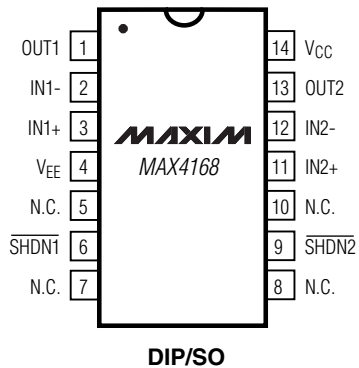 OUT1 1 14 VCC
IN1- 2 13 OUT2
IN1+ 3 12 IN2-
MAXIM
VEE 4 MAX4168 11 IN2+
N.C. 5 10 N.C.
SHDN1 6 9 SHDN2
N.C. 7 8 N.C.
DIP/SO